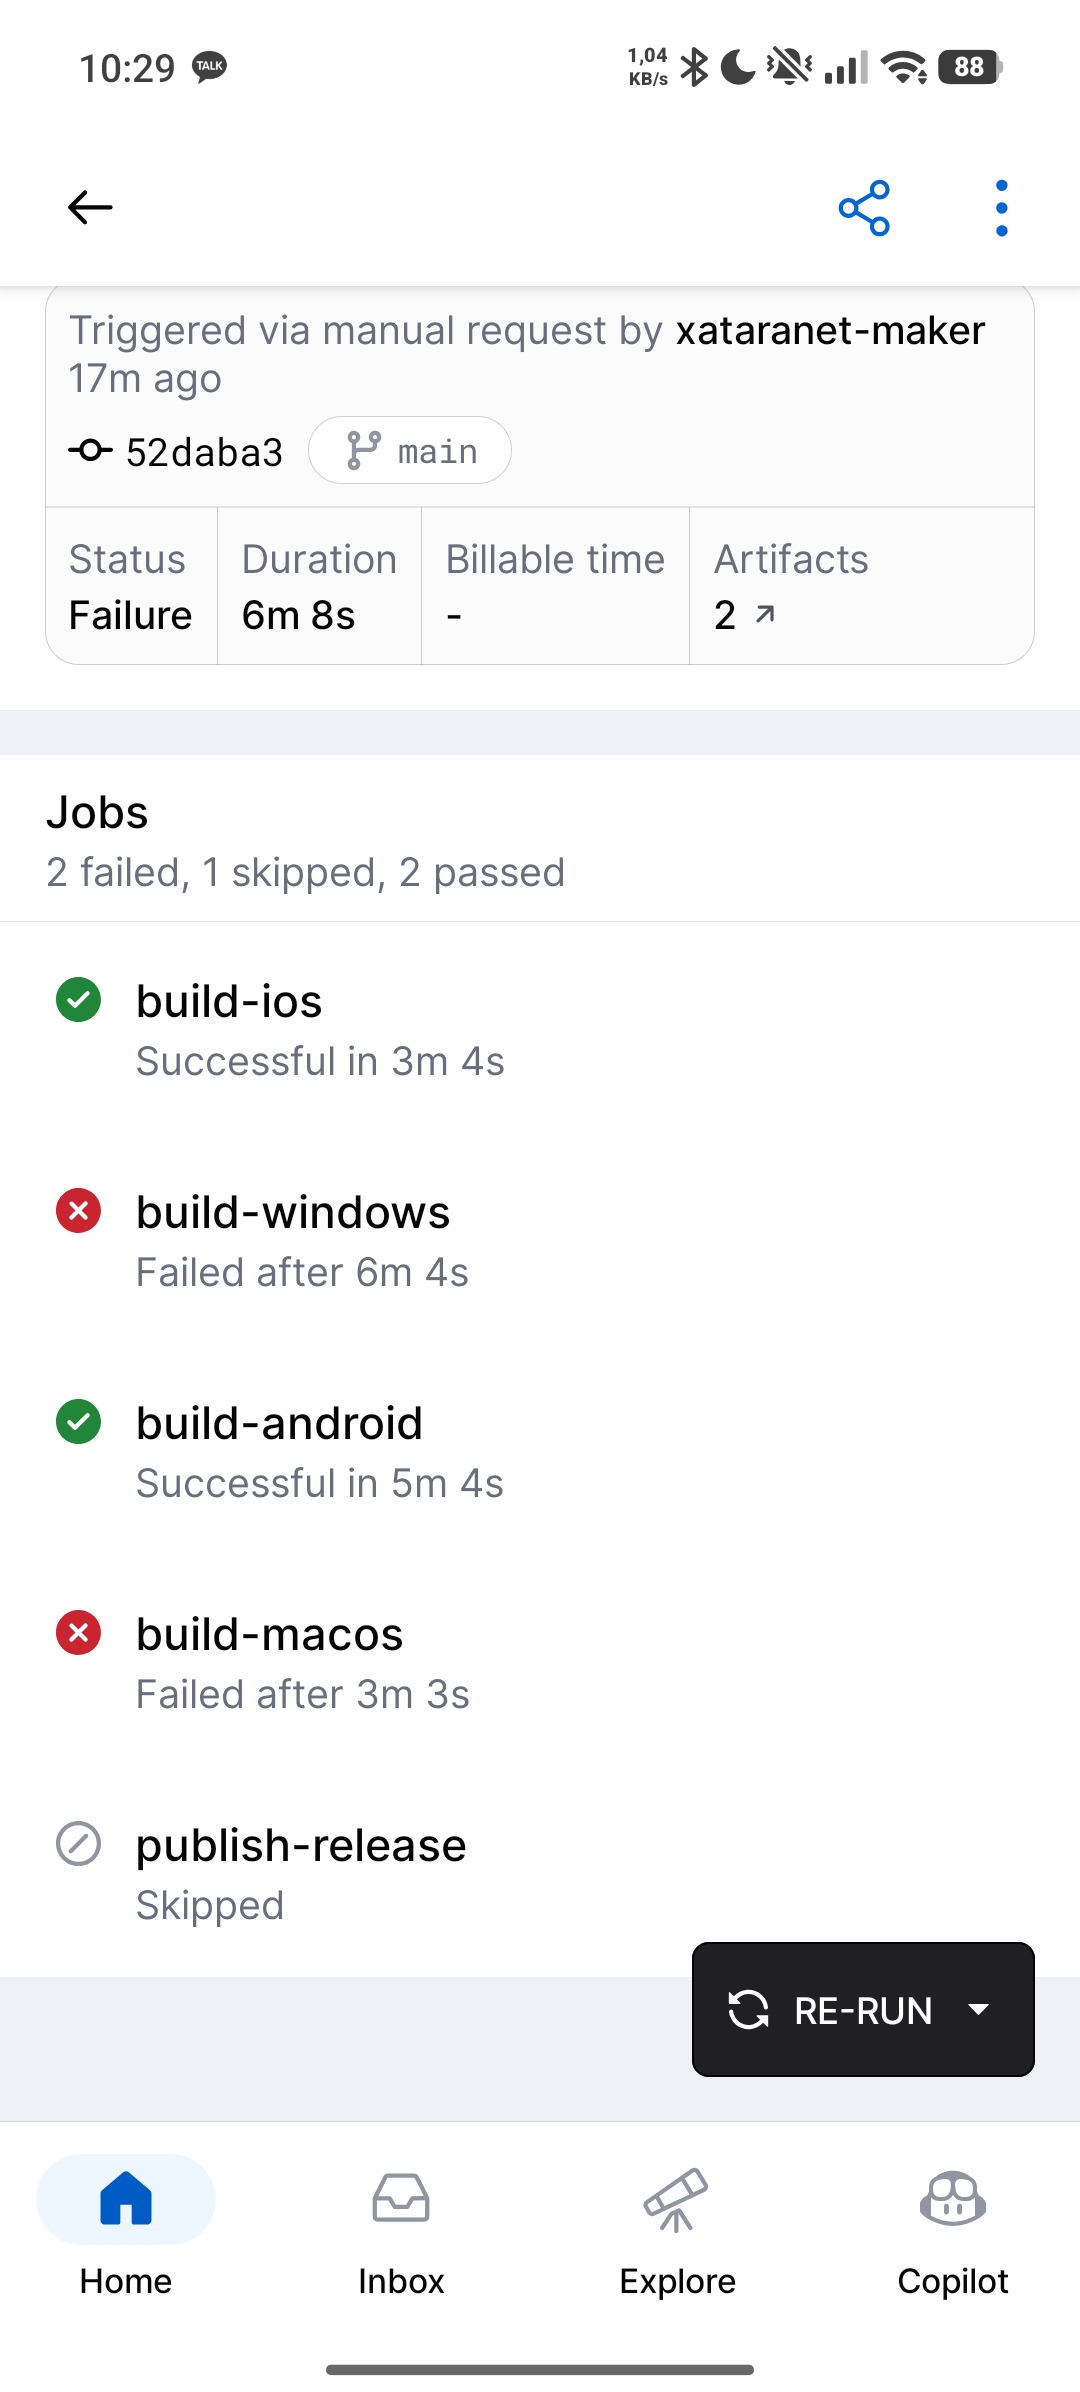 10:29 TALK 1,04 KB/s 88
Triggered via manual request by xataranet-maker
17m ago
52daba3 main
Status Duration Billable time Artifacts
Failure 6m 8s - 2
Jobs
2 failed, 1 skipped, 2 passed
build-ios
Successful in 3m 4s
build-windows
Failed after 6m 4s
build-android
Successful in 5m 4s
build-macos
Failed after 3m 3s
publish-release
Skipped
RE-RUN
Home Inbox Explore Copilot